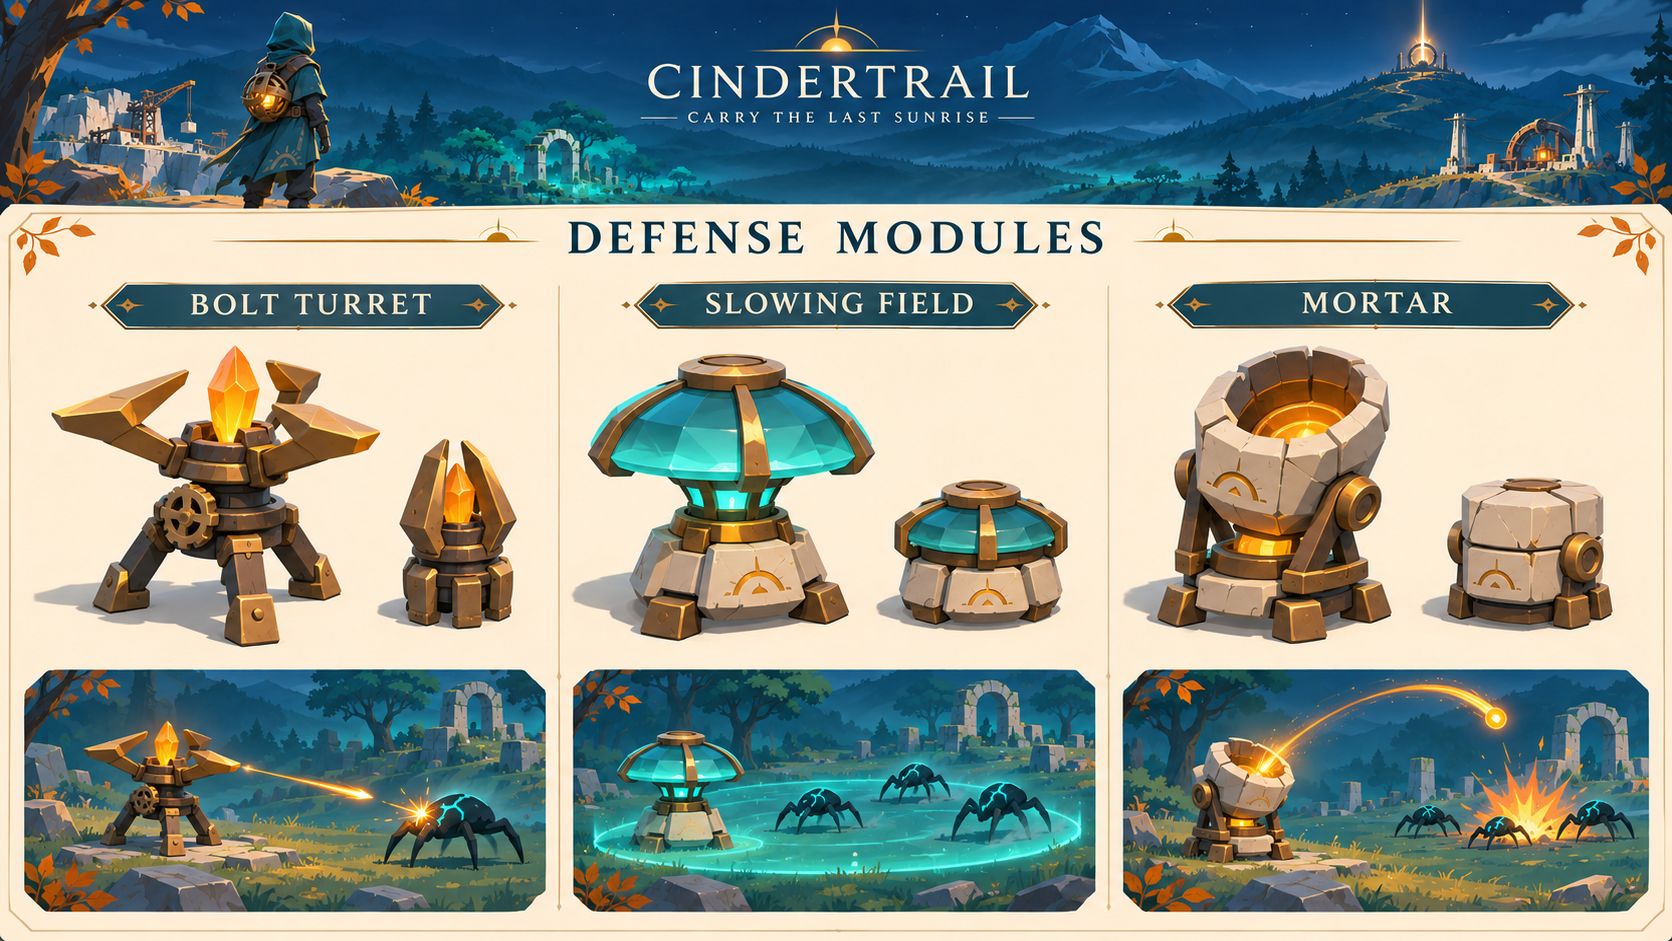 CINDERTRAIL
CARRY THE LAST SUNRISE
DEFENSE MODULES
BOLT TURRET
SLOWING FIELD
MORTAR